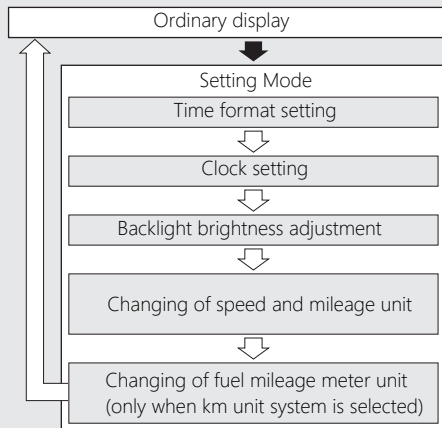 Ordinary display
Setting Mode
Time format setting
Clock setting
Backlight brightness adjustment
Changing of speed and mileage unit
Changing of fuel mileage meter unit
(only when km unit system is selected)